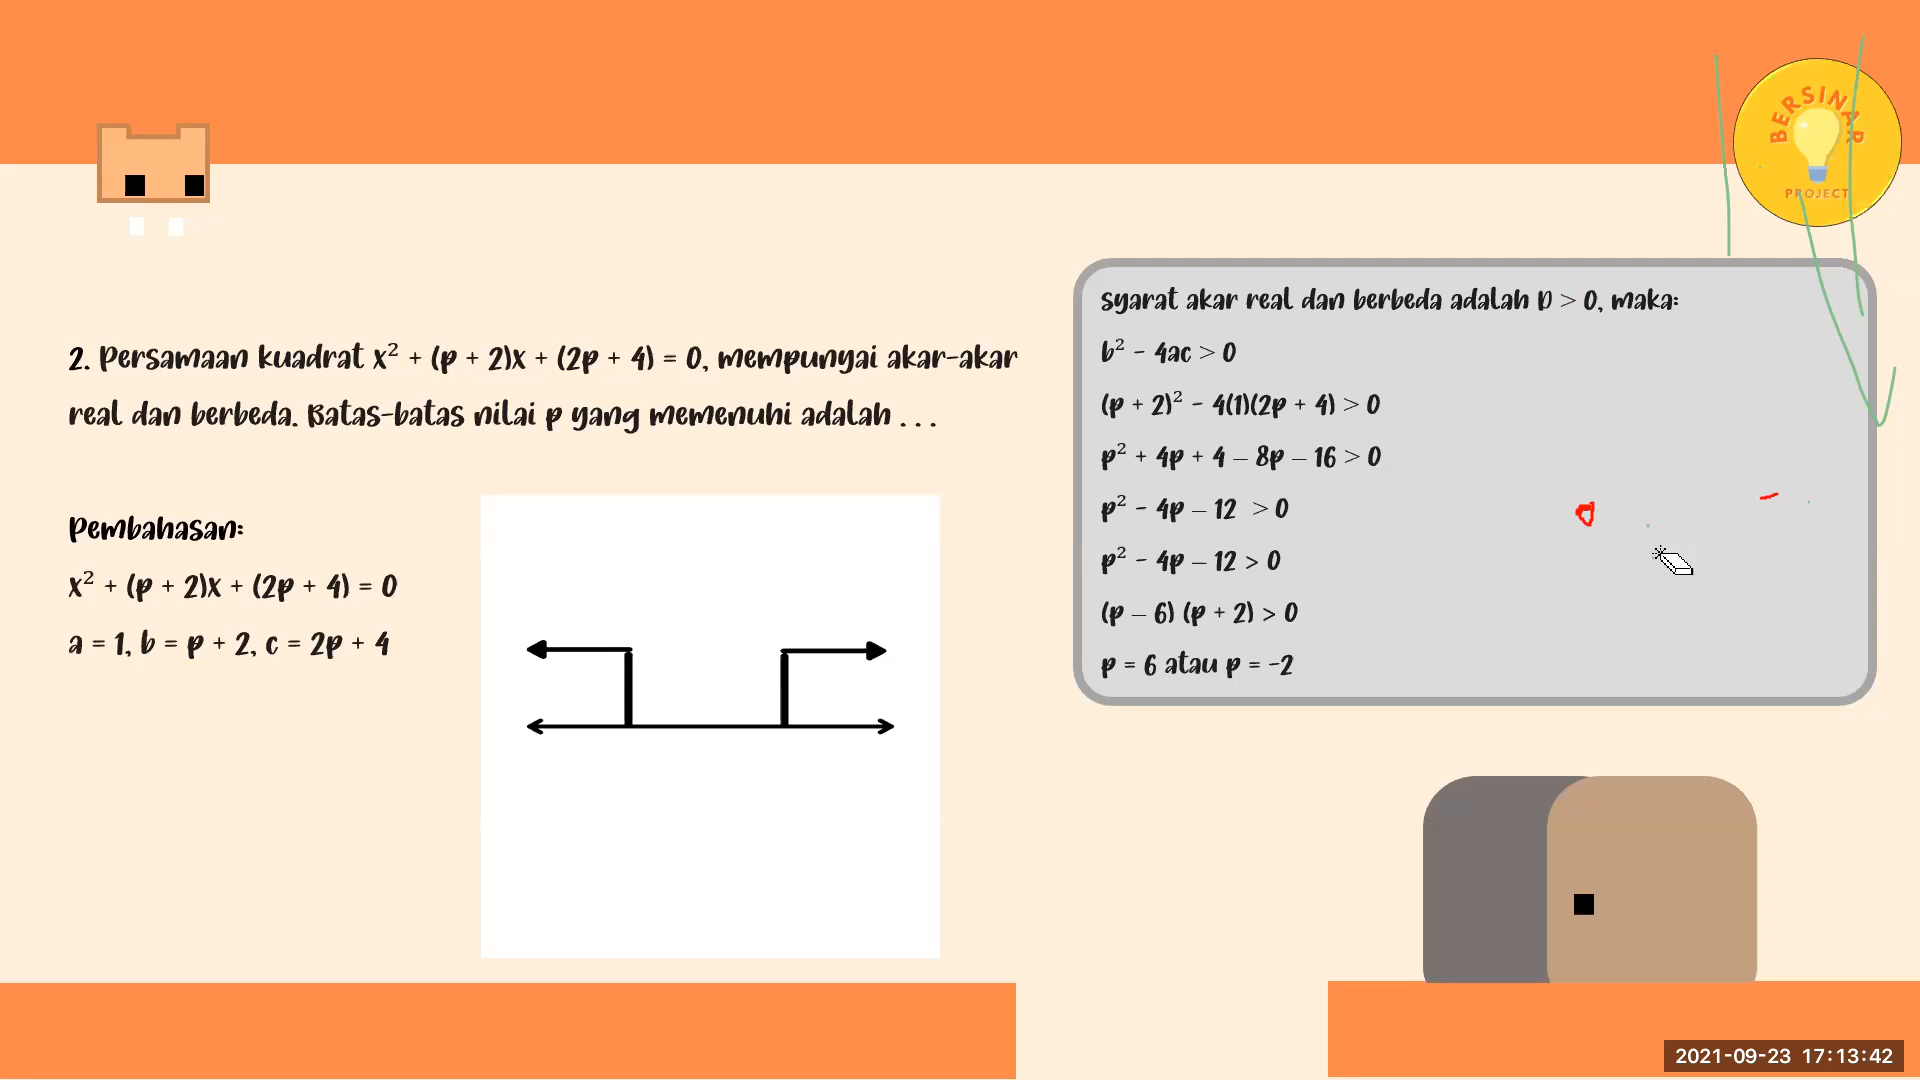 BERSINAR
PROJECT
2. Persamaan kuadrat x² + (p + 2)x + (2p + 4) = 0, mempunyai akar-akar
real dan berbeda. Batas-batas nilai p yang memenuhi adalah . . .
Pembahasan:
x² + (p + 2)x + (2p + 4) = 0
a = 1, b = p + 2, c = 2p + 4
syarat akar real dan berbeda adalah D > 0, maka:
b² - 4ac > 0
(p + 2)² - 4(1)(2p + 4) > 0
p² + 4p + 4 – 8p – 16 > 0
p² - 4p – 12 > 0
p² - 4p – 12 > 0
(p – 6) (p + 2) > 0
p = 6 atau p = -2
2021-09-23 17:13:42